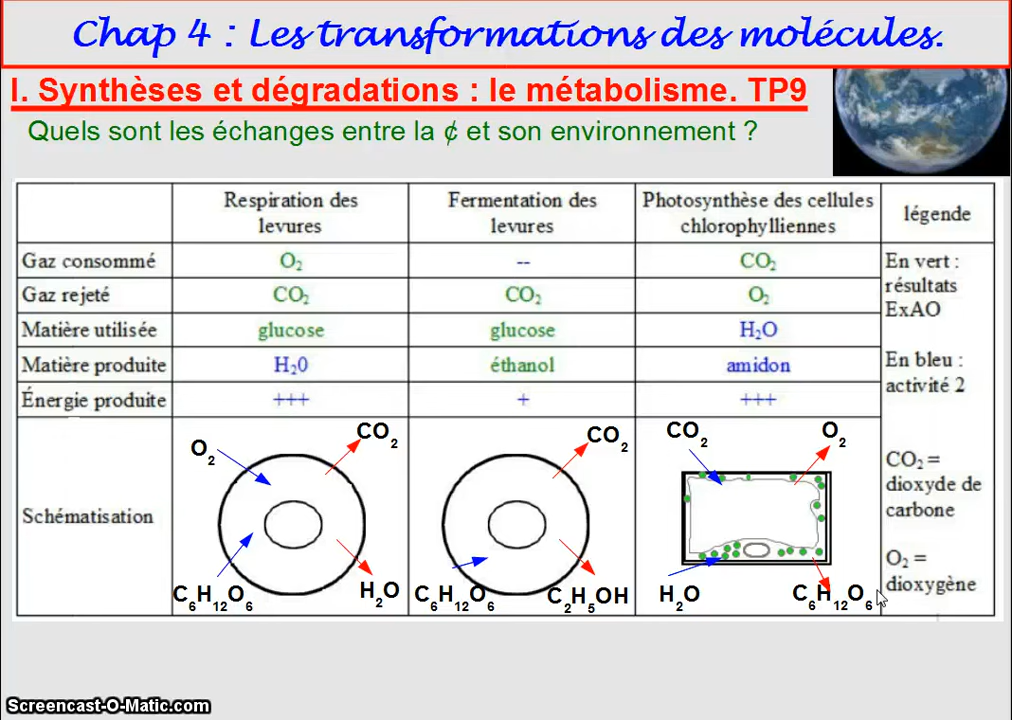 Chap 4 : Les transformations des molécules.
I. Synthèses et dégradations : le métabolisme. TP9
Quels sont les échanges entre la ¢ et son environnement ?
Respiration des levures
Fermentation des levures
Photosynthèse des cellules chlorophylliennes
légende
Gaz consommé O₂ -- CO₂
Gaz rejeté CO₂ CO₂ O₂
Matière utilisée glucose glucose H₂O
Matière produite H₂0 éthanol amidon
Énergie produite +++ + +++
En vert :
résultats
ExAO
En bleu :
activité 2
Schématisation
O₂ CO₂
C₆H₁₂O₆ H₂O
CO₂
C₆H₁₂O₆ C₂H₅OH
CO₂ O₂
H₂O C₆H₁₂O₆
CO₂ =
dioxyde de
carbone
O₂ =
dioxygène
Screencast-O-Matic.com